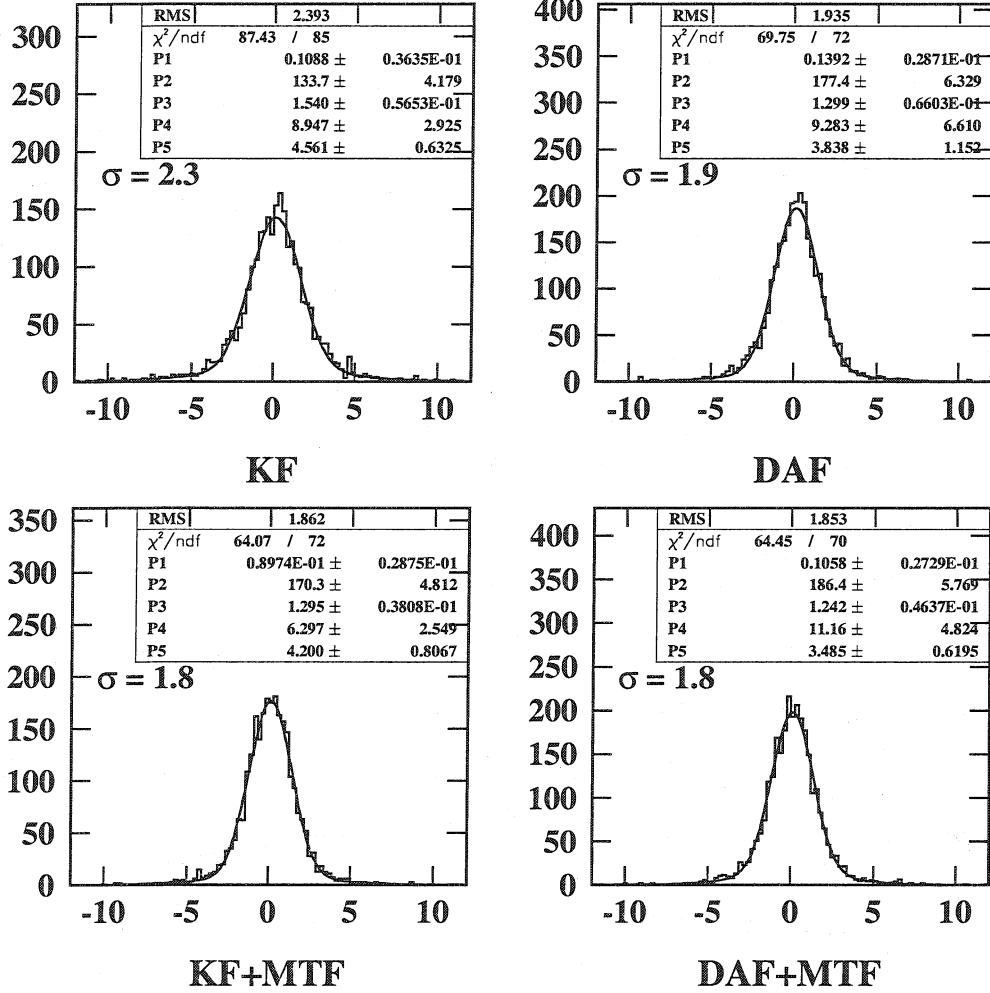 RMS 2.393
χ²/ndf 87.43 / 85
P1 0.1088 ± 0.3635E-01
P2 133.7 ± 4.179
P3 1.540 ± 0.5653E-01
P4 8.947 ± 2.925
P5 4.561 ± 0.6325
σ = 2.3
300
250
200
150
100
50
0
-10 -5 0 5 10
KF
RMS 1.935
χ²/ndf 69.75 / 72
P1 0.1392 ± 0.2871E-01
P2 177.4 ± 6.329
P3 1.299 ± 0.6603E-01
P4 9.283 ± 6.610
P5 3.838 ± 1.152
σ = 1.9
400
350
300
250
200
150
100
50
0
-10 -5 0 5 10
DAF
RMS 1.862
χ²/ndf 64.07 / 72
P1 0.8974E-01 ± 0.2875E-01
P2 170.3 ± 4.812
P3 1.295 ± 0.3808E-01
P4 6.297 ± 2.549
P5 4.200 ± 0.8067
σ = 1.8
350
300
250
200
150
100
50
0
-10 -5 0 5 10
KF+MTF
RMS 1.853
χ²/ndf 64.45 / 70
P1 0.1058 ± 0.2729E-01
P2 186.4 ± 5.769
P3 1.242 ± 0.4637E-01
P4 11.16 ± 4.824
P5 3.485 ± 0.6195
σ = 1.8
400
350
300
250
200
150
100
50
0
-10 -5 0 5 10
DAF+MTF